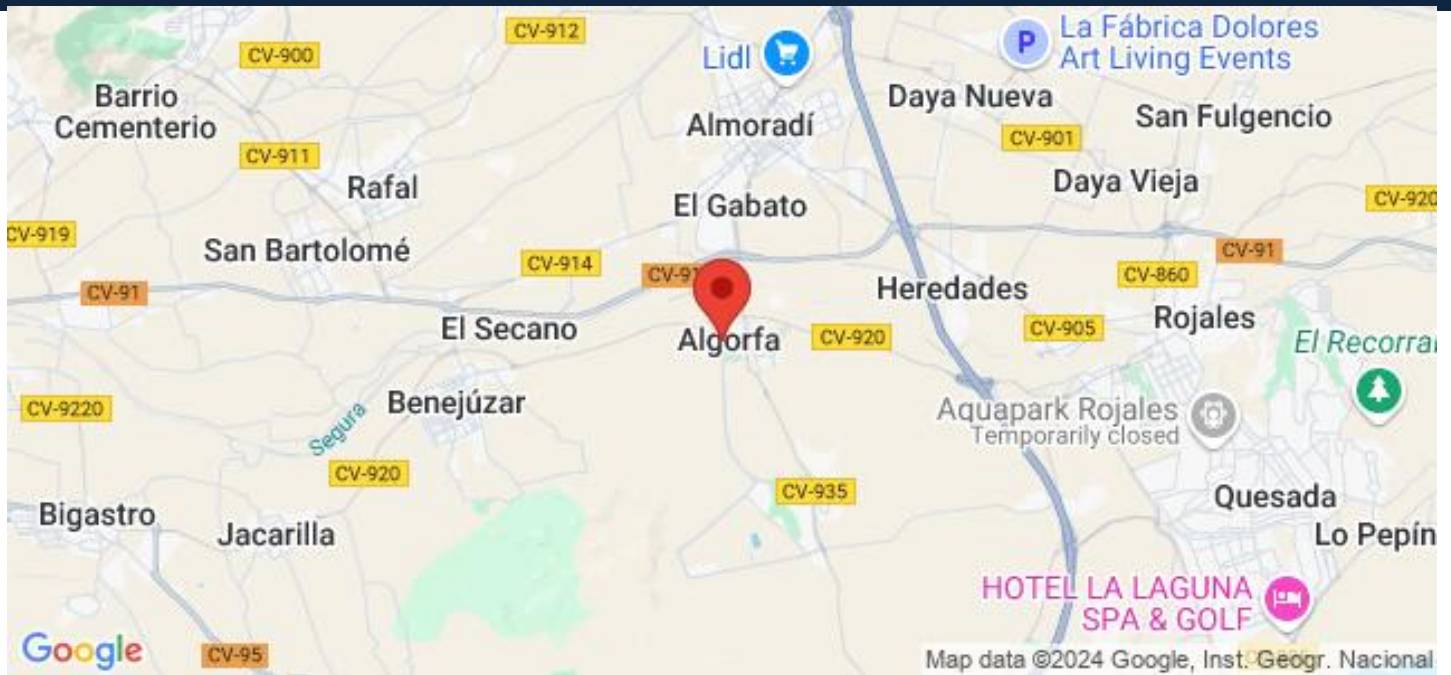 CV-912
La Fábrica Dolores
Art Living Events
P
CV-900
Lidl
Barrio
Cementerio
Daya Nueva
San Fulgencio
Almoradí
CV-901
CV-911
Rafal
Daya Vieja
CV-920
El Gabato
CV-919
San Bartolomé
CV-914
CV-91
CV-91
CV-860
CV-91
Heredades
El Secano
Algorfa
CV-920
CV-905
Rojales
El Recorral
CV-9220
Benejúzar
Segura
Aquapark Rojales
Temporarily closed
CV-920
CV-935
Quesada
Bigastro
Jacarilla
Lo Pepín
HOTEL LA LAGUNA
SPA & GOLF
Google
CV-95
Map data ©2024 Google, Inst. Geogr. Nacional